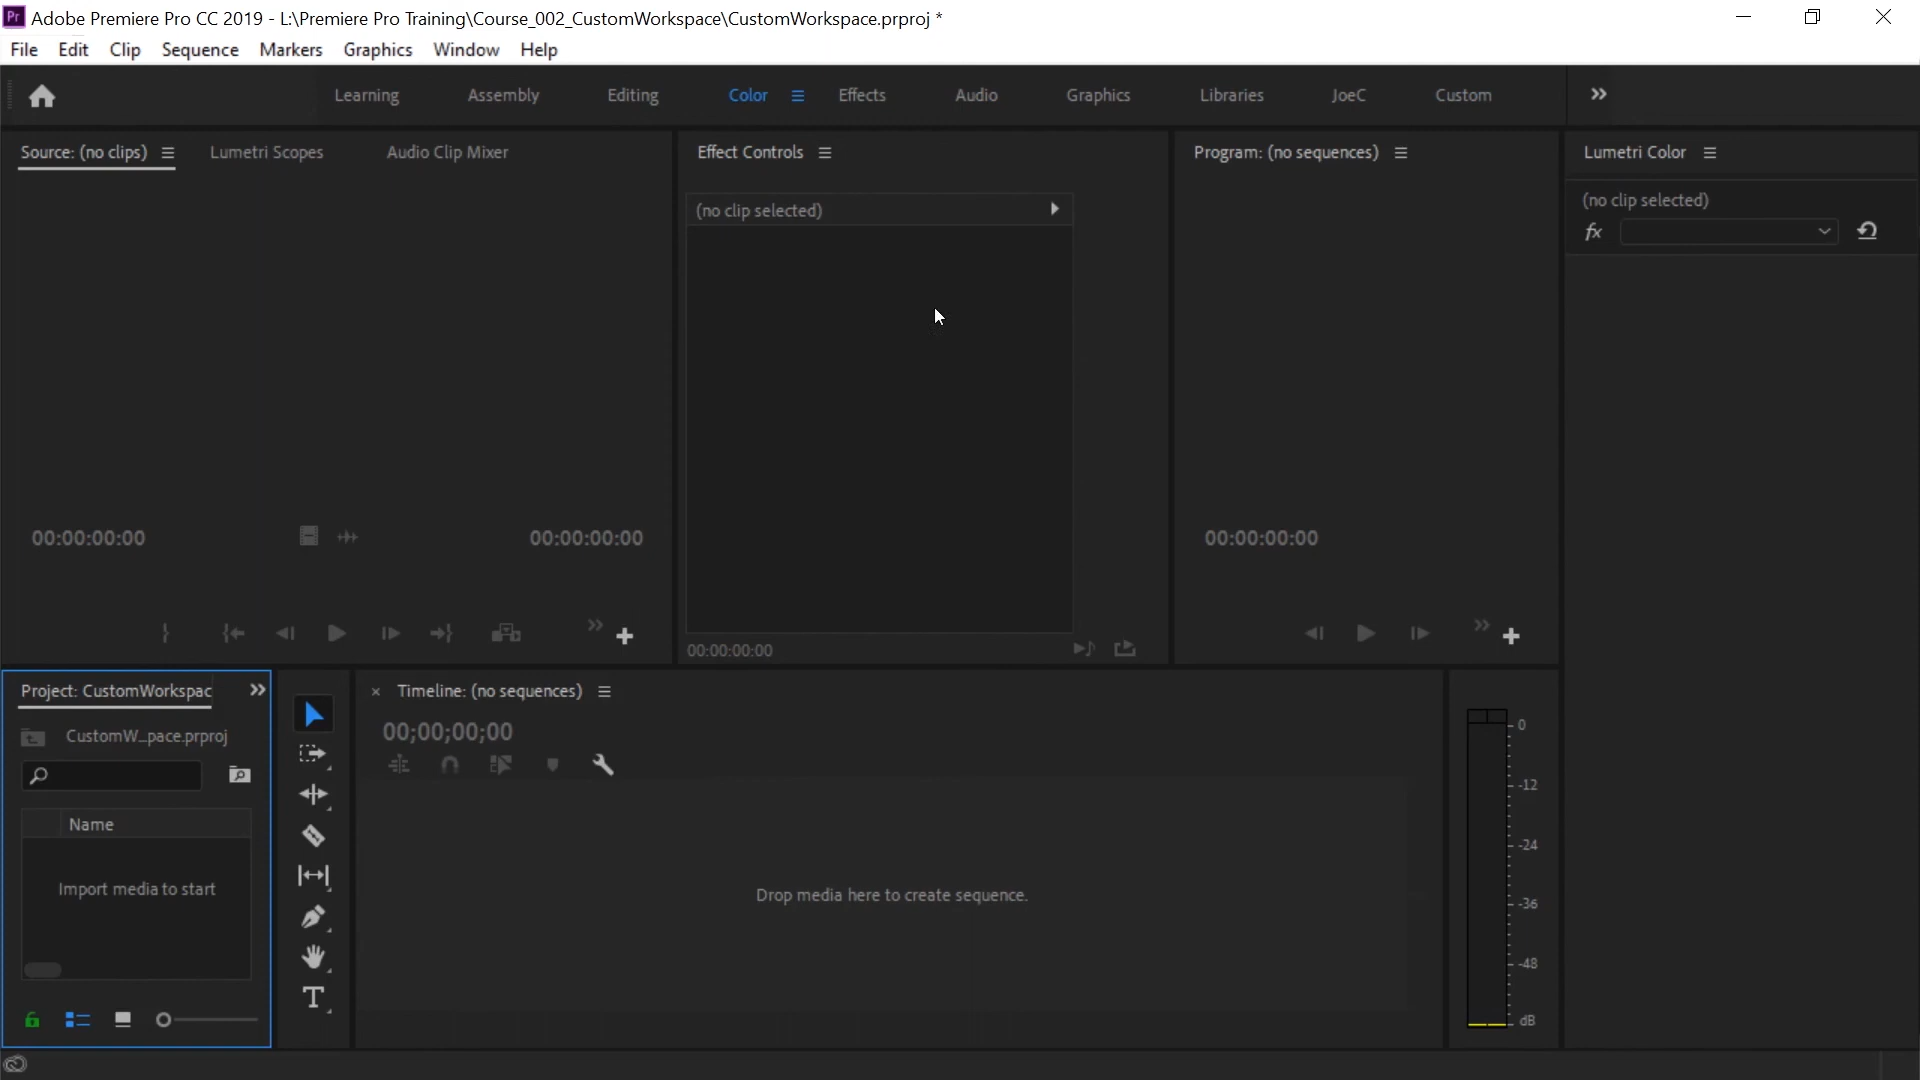 Pr Adobe Premiere Pro CC 2019 - L:\Premiere Pro Training\Course_002_CustomWorkspace\CustomWorkspace.prproj *
File Edit Clip Sequence Markers Graphics Window Help
Learning Assembly Editing Color Effects Audio Graphics Libraries JoeC Custom
Source: (no clips) Lumetri Scopes Audio Clip Mixer Effect Controls Program: (no sequences) Lumetri Color
(no clip selected) (no clip selected)
fx
00:00:00:00 00:00:00:00 00:00:00:00
00:00:00:00
Project: CustomWorkspac Timeline: (no sequences)
CustomW_pace.prproj 00;00;00;00
Name
Import media to start
Drop media here to create sequence.
0
-12
-24
-36
-48
dB